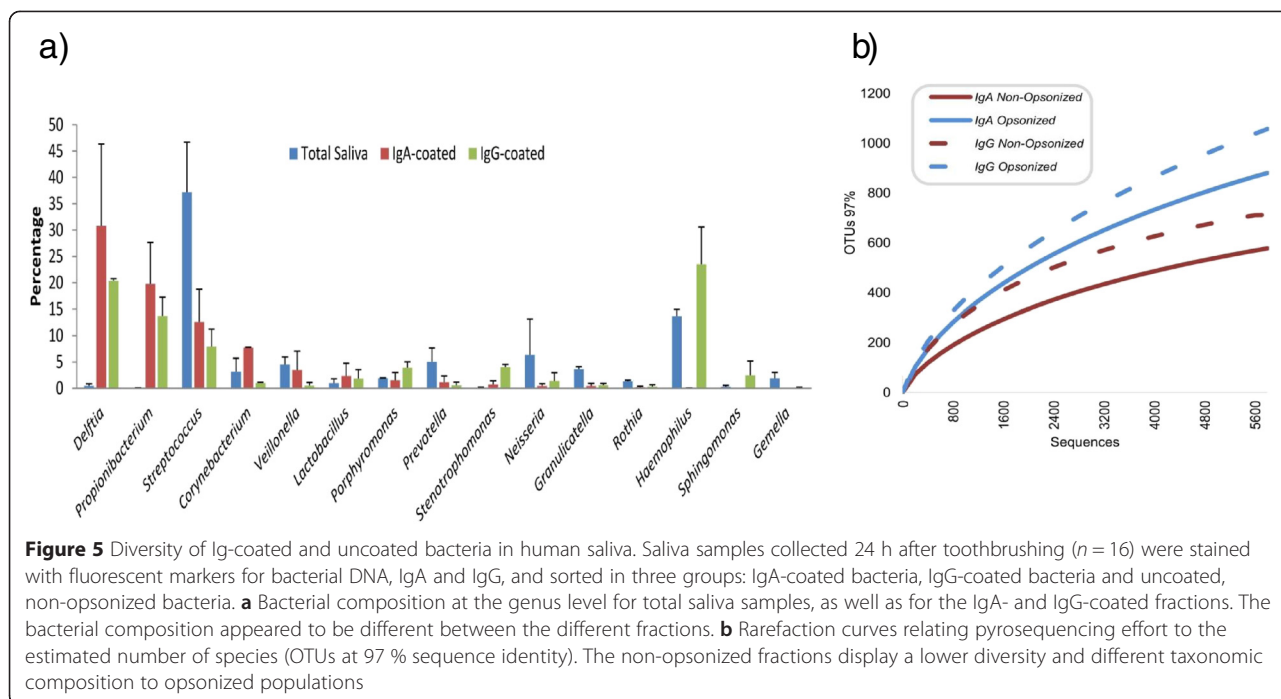 a)
50
45
40
35
30
25
20
15
10
5
0
Percentage
Total Saliva IgA-coated IgG-coated
Delftia
Propionibacterium
Streptococcus
Corynebacterium
Veillonella
Lactobacillus
Porphyromonas
Prevotella
Stenotrophomonas
Neisseria
Granulicatella
Rothia
Haemophilus
Sphingomonas
Gemella
b)
1200
1000
800
600
400
200
0
OTUs 97%
IgA Non-Opsonized
IgA Opsonized
IgG Non-Opsonized
IgG Opsonized
0 800 1600 2400 3200 4000 4800 5600
Sequences
Figure 5 Diversity of Ig-coated and uncoated bacteria in human saliva. Saliva samples collected 24 h after toothbrushing (n = 16) were stained
with fluorescent markers for bacterial DNA, IgA and IgG, and sorted in three groups: IgA-coated bacteria, IgG-coated bacteria and uncoated,
non-opsonized bacteria. a Bacterial composition at the genus level for total saliva samples, as well as for the IgA- and IgG-coated fractions. The
bacterial composition appeared to be different between the different fractions. b Rarefaction curves relating pyrosequencing effort to the
estimated number of species (OTUs at 97 % sequence identity). The non-opsonized fractions display a lower diversity and different taxonomic
composition to opsonized populations